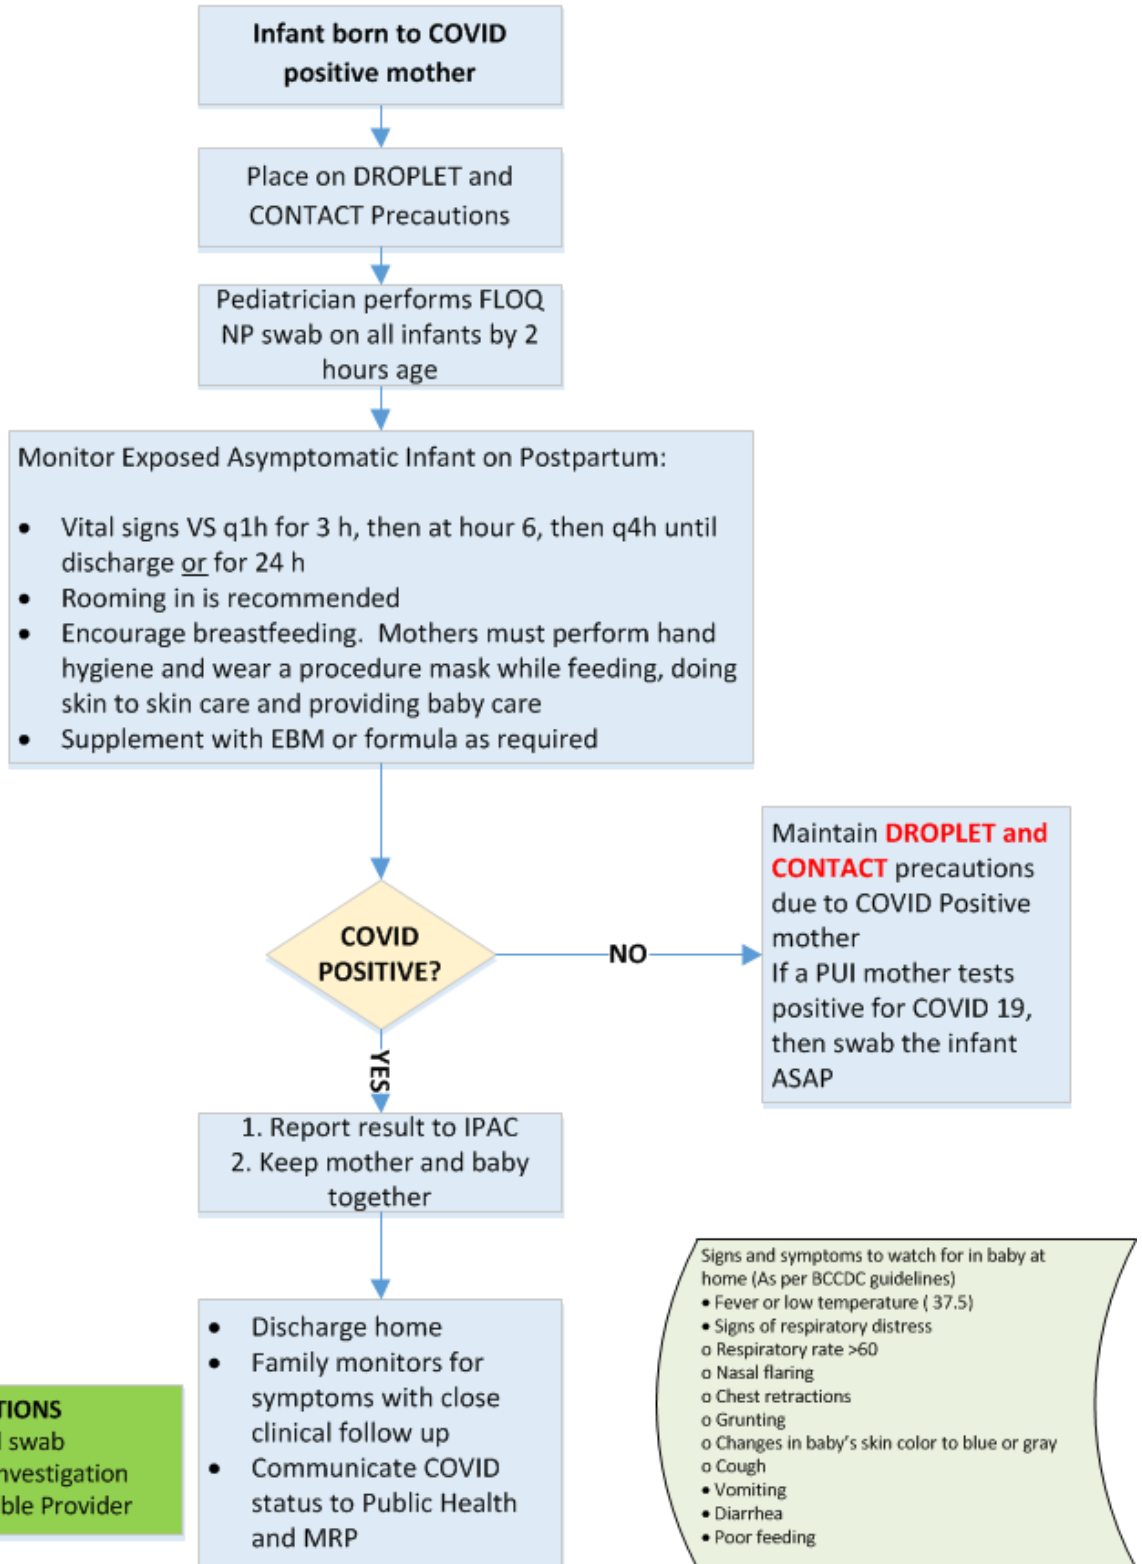 Infant born to COVID
positive mother
Place on DROPLET and
CONTACT Precautions
Pediatrician performs FLOQ
NP swab on all infants by 2
hours age
Monitor Exposed Asymptomatic Infant on Postpartum:
• Vital signs VS q1h for 3 h, then at hour 6, then q4h until
discharge or for 24 h
• Rooming in is recommended
• Encourage breastfeeding. Mothers must perform hand
hygiene and wear a procedure mask while feeding, doing
skin to skin care and providing baby care
• Supplement with EBM or formula as required
COVID
POSITIVE?
NO
Maintain DROPLET and
CONTACT precautions
due to COVID Positive
mother
If a PUI mother tests
positive for COVID 19,
then swab the infant
ASAP
YES
1. Report result to IPAC
2. Keep mother and baby
together
• Discharge home
• Family monitors for
symptoms with close
clinical follow up
• Communicate COVID
status to Public Health
and MRP
swab
Provider
Signs and symptoms to watch for in baby at
home (As per BCCDC guidelines)
• Fever or low temperature ( 37.5)
• Signs of respiratory distress
o Respiratory rate >60
o Nasal flaring
o Chest retractions
o Grunting
o Changes in baby's skin color to blue or gray
o Cough
• Vomiting
• Diarrhea
• Poor feeding